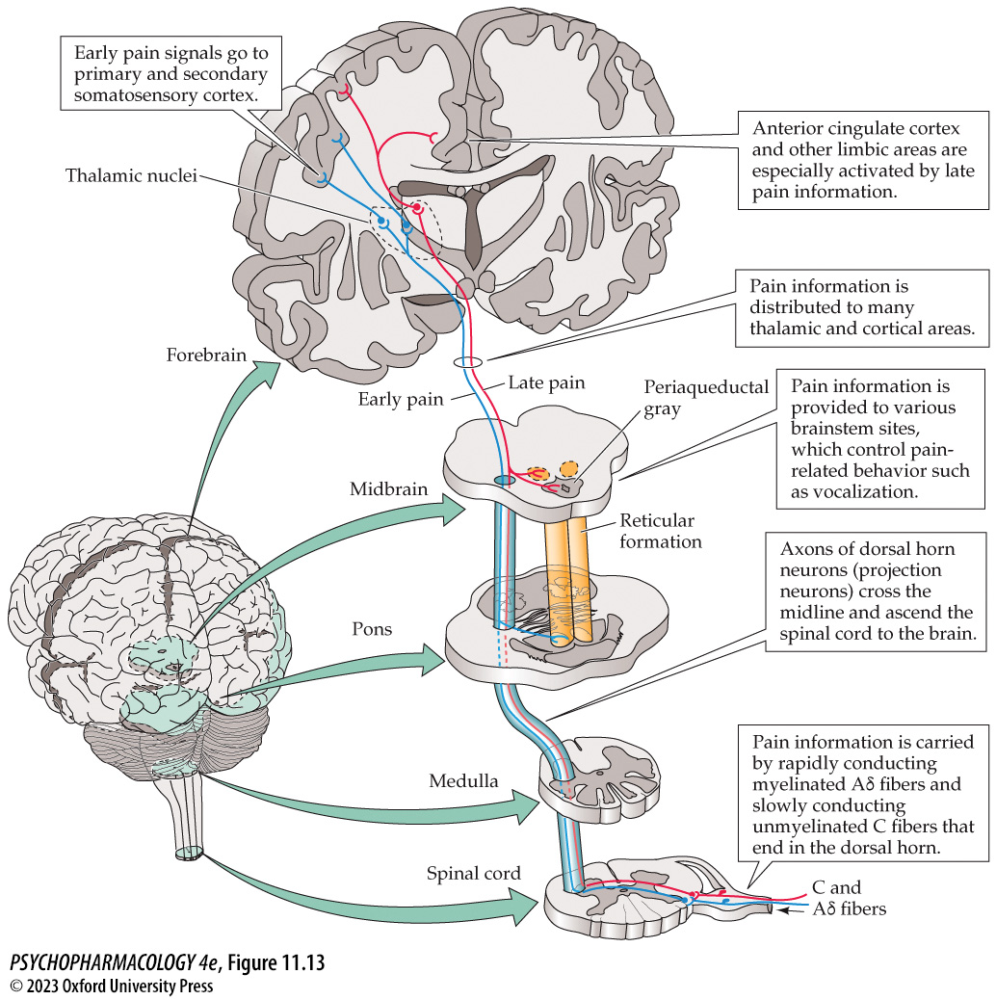 Early pain signals go to
primary and secondary
somatosensory cortex.
Thalamic nuclei
Anterior cingulate cortex
and other limbic areas are
especially activated by late
pain information.
Pain information is
distributed to many
thalamic and cortical areas.
Forebrain
Early pain
Late pain
Periaqueductal
gray
Pain information is
provided to various
brainstem sites,
which control pain-
related behavior such
as vocalization.
Midbrain
Reticular
formation
Axons of dorsal horn
neurons (projection
neurons) cross the
midline and ascend the
spinal cord to the brain.
Pons
Medulla
Pain information is carried
by rapidly conducting
myelinated Aδ fibers and
slowly conducting
unmyelinated C fibers that
end in the dorsal horn.
Spinal cord
C and
Aδ fibers
PSYCHOPHARMACOLOGY 4e, Figure 11.13
© 2023 Oxford University Press